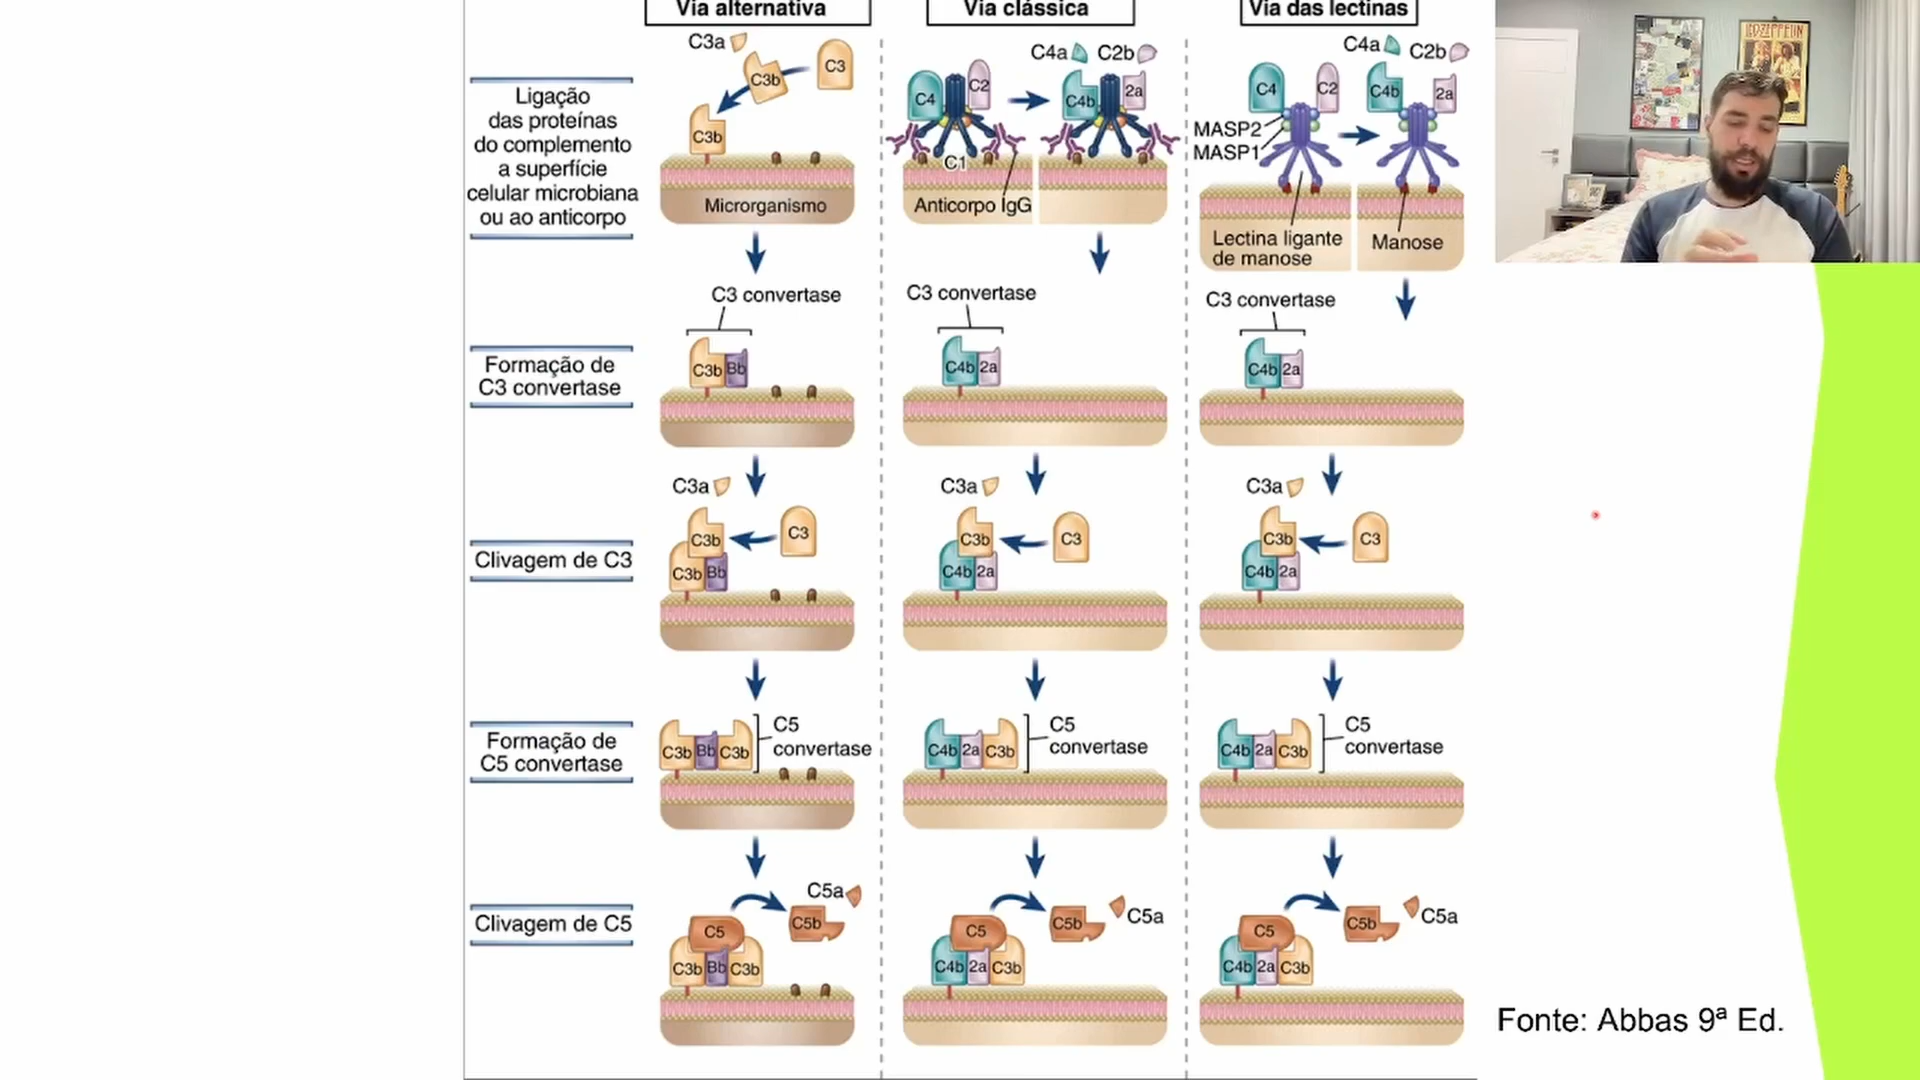 Via alternativa
Via clássica
Via das lectinas
Ligação
das proteínas
do complemento
a superfície
celular microbiana
ou ao anticorpo
C3a
C3b
C3
C3b
Microrganismo
C4a
C2b
C4
C2
C4b
2a
C1
Anticorpo IgG
C4a
C2b
C4
C2
C4b
2a
MASP2
MASP1
Lectina ligante
de manose
Manose
LED ZEPPELIN
Formação de
C3 convertase
C3 convertase
C3b Bb
C3 convertase
C4b 2a
C3 convertase
C4b 2a
Clivagem de C3
C3a
C3b
C3
C3b Bb
C3a
C3b
C3
C4b 2a
C3a
C3b
C3
C4b 2a
Formação de
C5 convertase
C3b Bb C3b
C5
convertase
C4b 2a C3b
C5
convertase
C4b 2a C3b
C5
convertase
Clivagem de C5
C5a
C5b
C5
C3b Bb C3b
C5a
C5b
C5
C4b 2a C3b
C5a
C5b
C5
C4b 2a C3b
Fonte: Abbas 9ª Ed.